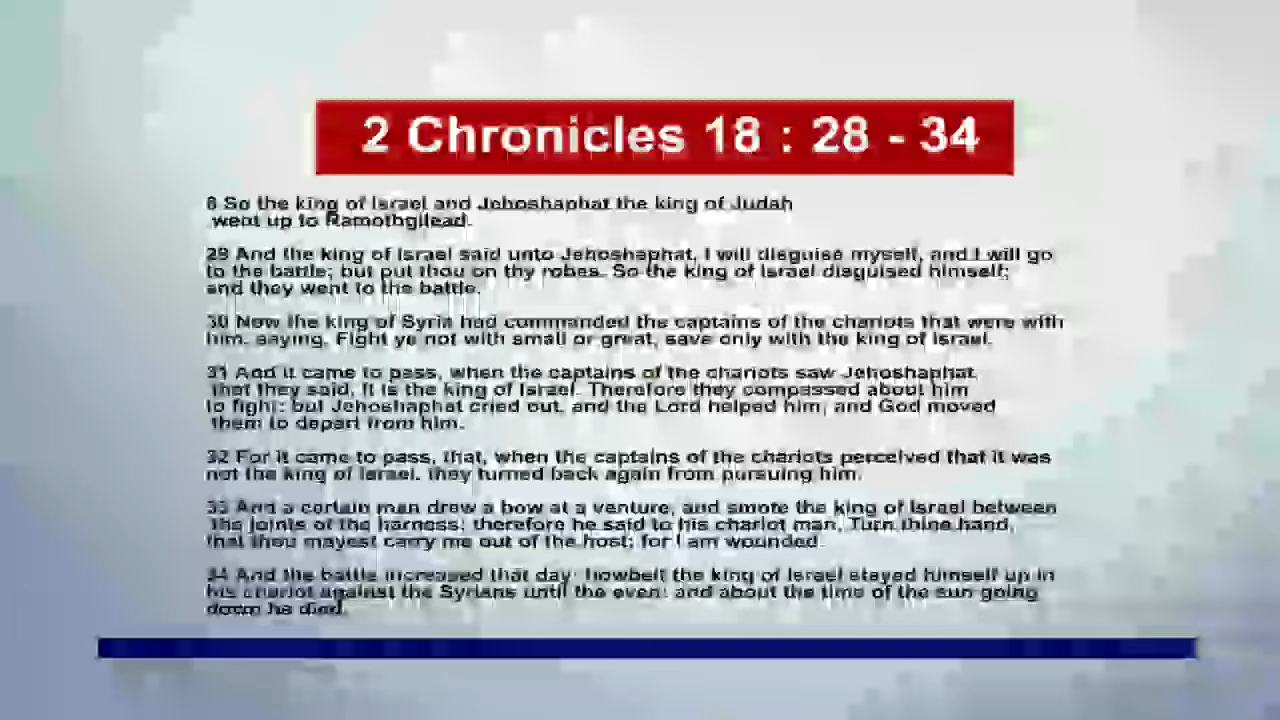 2 Chronicles 18 : 28 - 34
8 So the king of Israel and Jehoshaphat the king of Judah
went up to Ramothgilead.
29 And the king of Israel said unto Jehoshaphat, I will disguise myself, and I will go
to the battle; but put thou on thy robes. So the king of Israel disguised himself;
and they went to the battle.
30 Now the king of Syria had commanded the captains of the chariots that were with
him, saying, Fight ye not with small or great, save only with the king of Israel.
31 And it came to pass, when the captains of the chariots saw Jehoshaphat,
that they said, It is the king of Israel. Therefore they compassed about him
to fight: but Jehoshaphat cried out, and the Lord helped him; and God moved
them to depart from him.
32 For it came to pass, that, when the captains of the chariots perceived that it was
not the king of Israel, they turned back again from pursuing him.
33 And a certain man drew a bow at a venture, and smote the king of Israel between
the joints of the harness: therefore he said to his chariot man, Turn thine hand,
that thou mayest carry me out of the host; for I am wounded.
34 And the battle increased that day: howbeit the king of Israel stayed himself up in
his chariot against the Syrians until the even: and about the time of the sun going
down he died.